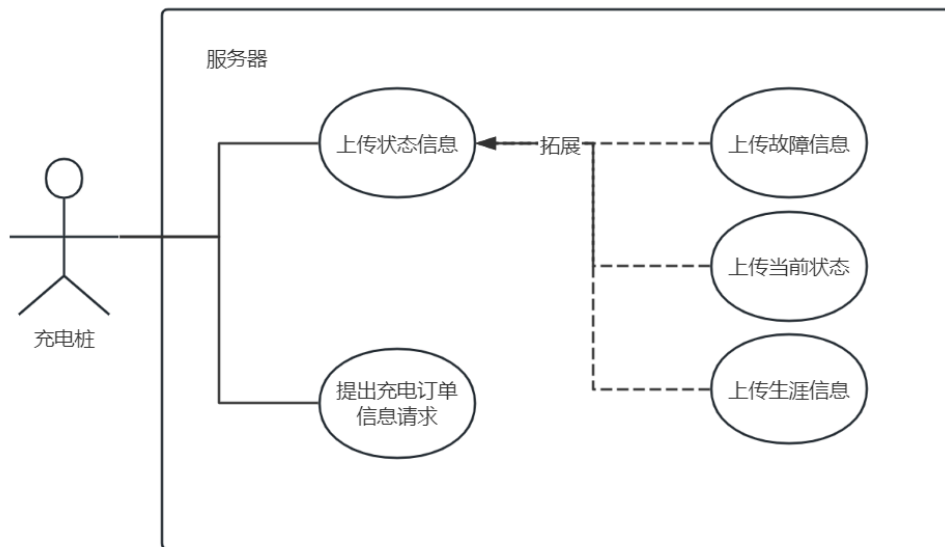 服务器
上传状态信息
拓展
上传故障信息
上传当前状态
充电桩
提出充电订单
信息请求
上传生涯信息